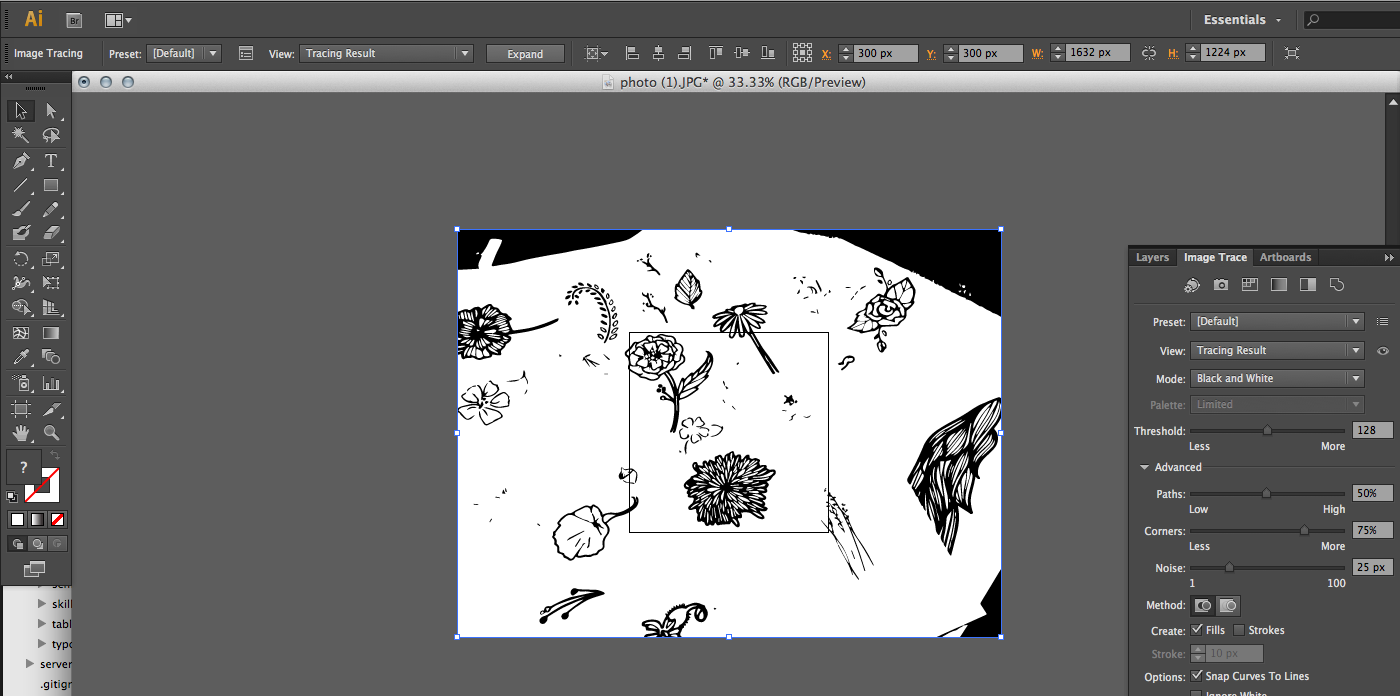 Ai Br Essentials
Image Tracing Preset: [Default] View: Tracing Result Expand X: 300 px Y: 300 px W: 1632 px H: 1224 px
photo (1).JPG* @ 33.33% (RGB/Preview)
T
?
skill
tabl
typo
server
.gitign
Layers Image Trace Artboards
Preset: [Default]
View: Tracing Result
Mode: Black and White
Palette: Limited
Threshold: 128
Less More
Advanced
Paths: 50%
Low High
Corners: 75%
Less More
Noise: 25 px
1 100
Method:
Create: Fills Strokes
Stroke: 10 px
Options: Snap Curves To Lines
Ignore White